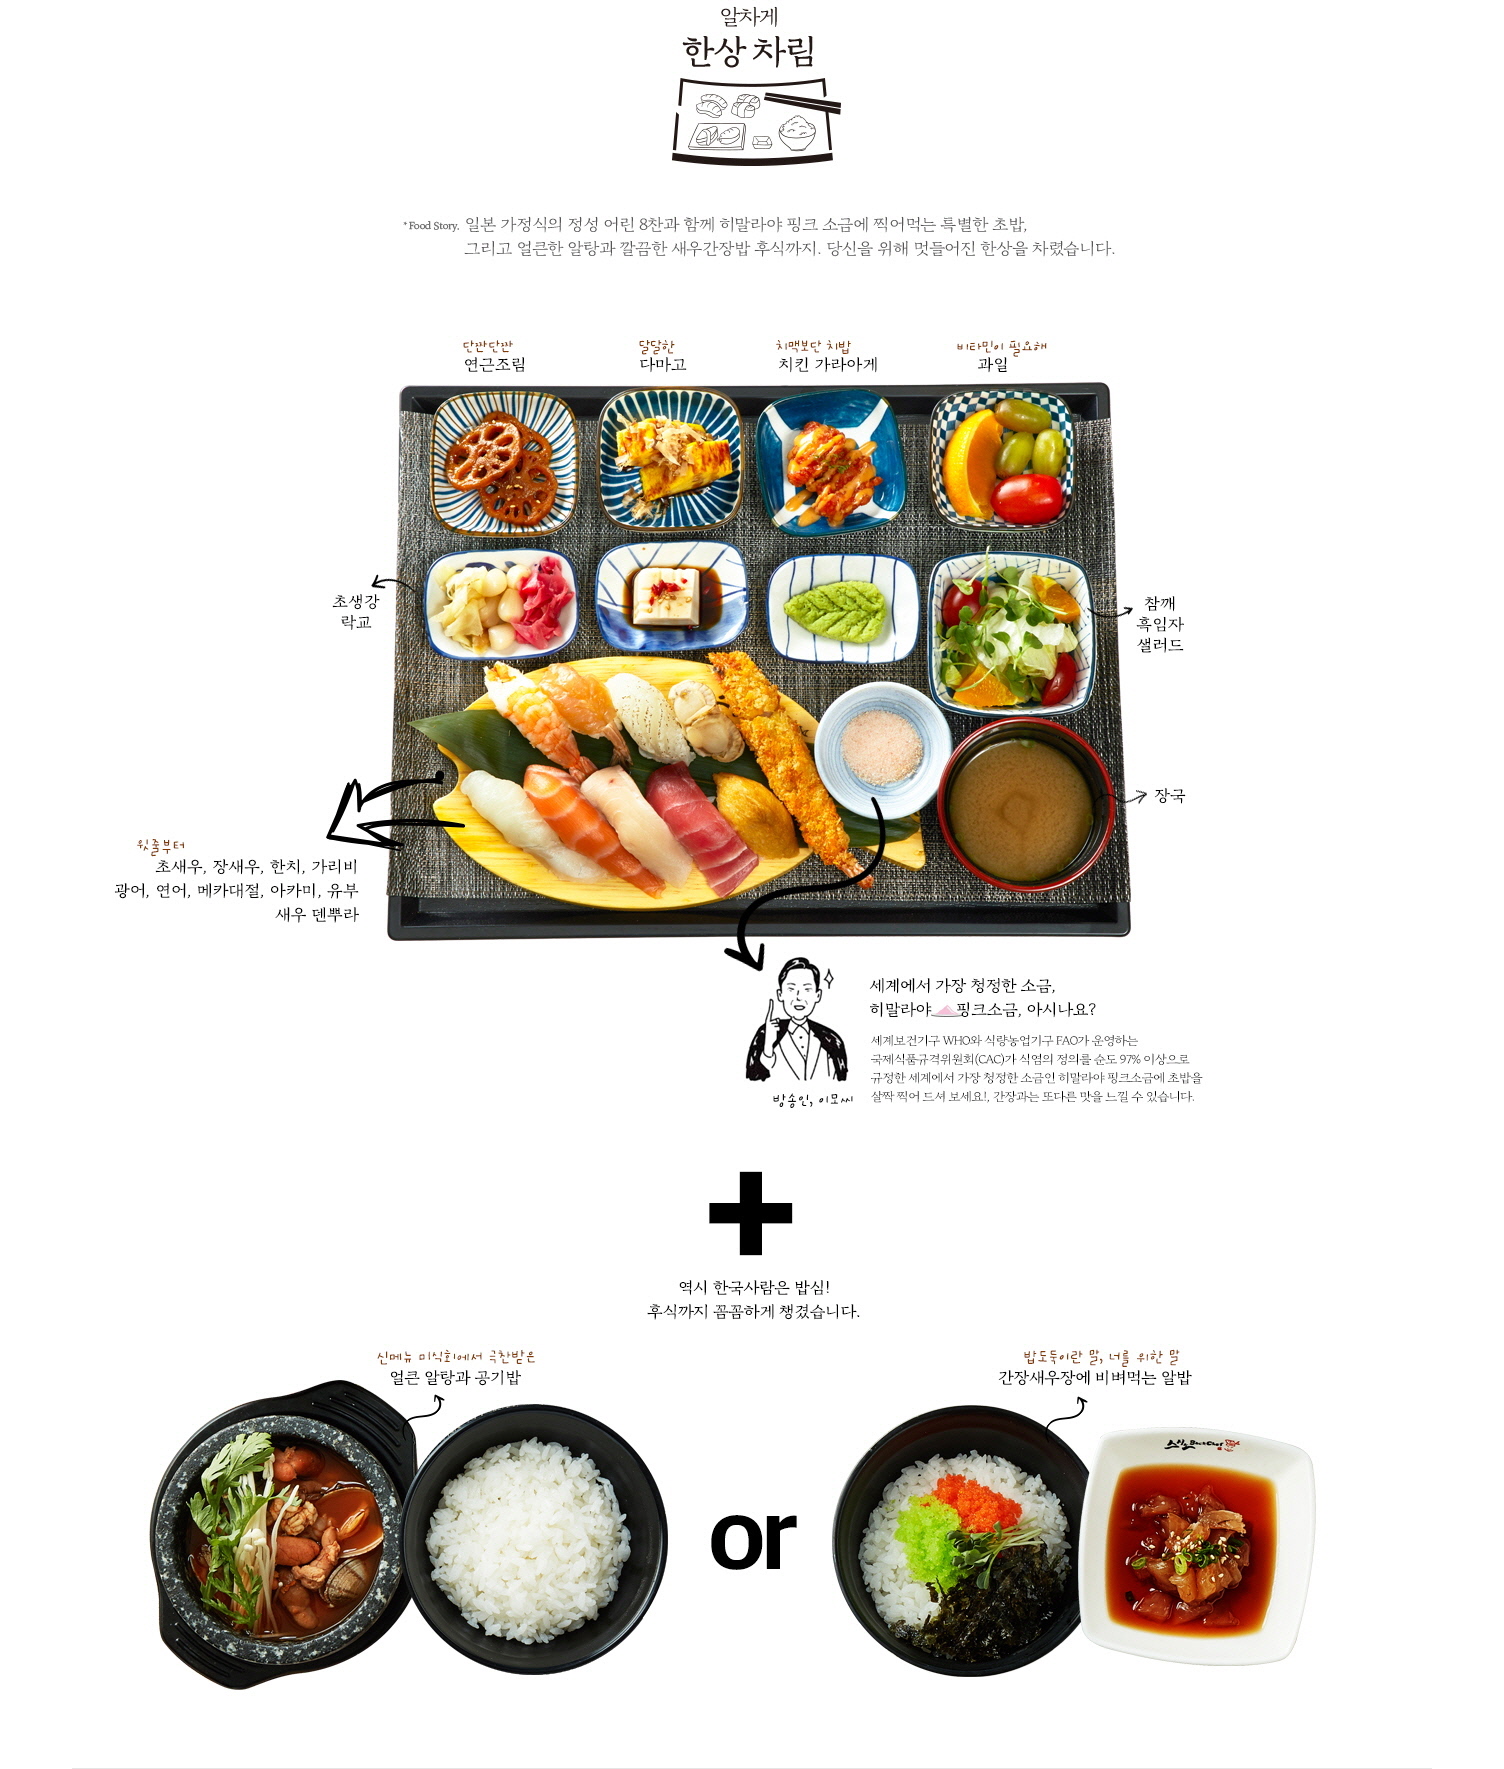 알차게
한상 차림
*Food Story. 일본 가정식의 정성 어린 8찬과 함께 히말라야 핑크 소금에 찍어먹는 특별한 초밥,
그리고 얼큰한 알탕과 깔끔한 새우간장밥 후식까지. 당신을 위해 멋들어진 한상을 차렸습니다.
단짠단짠
연근조림
달달한
다마고
치맥보단 치밥
치킨 가라아게
비타민이 필요해
과일
초생강
락교
참깨
흑임자
샐러드
장국
윗줄부터
초새우, 장새우, 한치, 가리비
광어, 연어, 메카대절, 아카미, 유부
새우 덴뿌라
세계에서 가장 청정한 소금,
히말라야 핑크소금, 아시나요?
세계보건기구 WHO와 식량농업기구 FAO가 운영하는
국제식품규격위원회(CAC)가 식염의 정의를 순도 97% 이상으로
규정한 세계에서 가장 청정한 소금인 히말라야 핑크소금에 초밥을
살짝 찍어 드셔 보세요!, 간장과는 또다른 맛을 느낄 수 있습니다.
방송인, 이모씨
역시 한국사람은 밥심!
후식까지 꼼꼼하게 챙겼습니다.
신메뉴 미식회에서 극찬받은
얼큰 알탕과 공기밥
밥도둑이란 말, 너를 위한 말
간장새우장에 비벼먹는 알밥
or